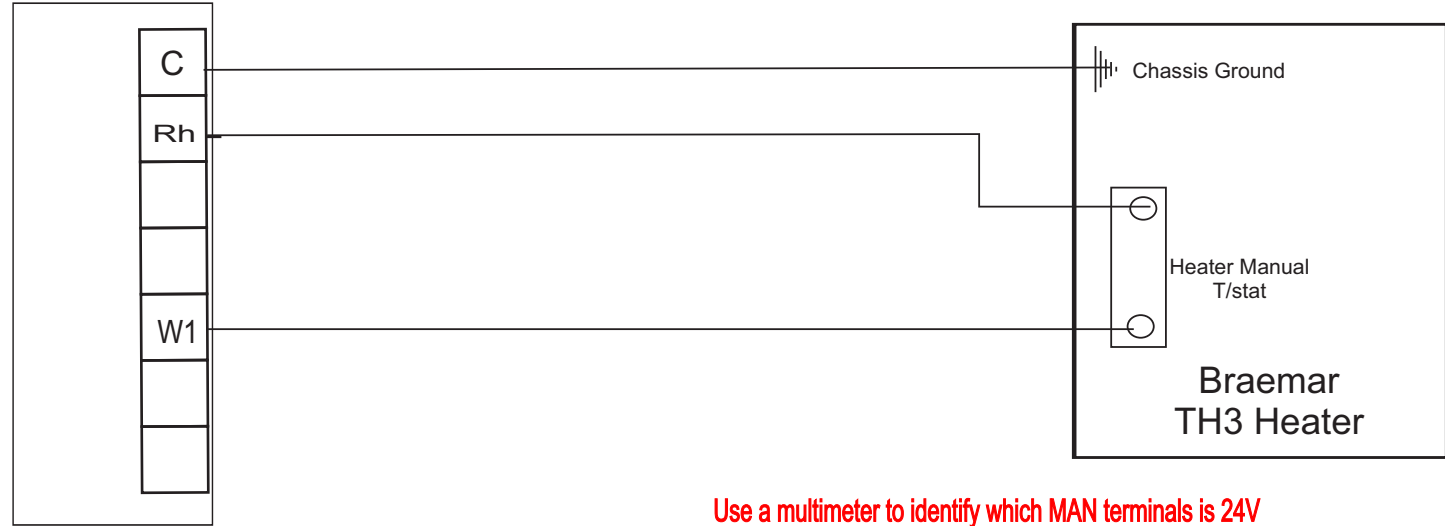 C
Chassis Ground
Rh
Heater Manual
T/stat
W1
Braemar
TH3 Heater
Use a multimeter to identify which MAN terminals is 24V